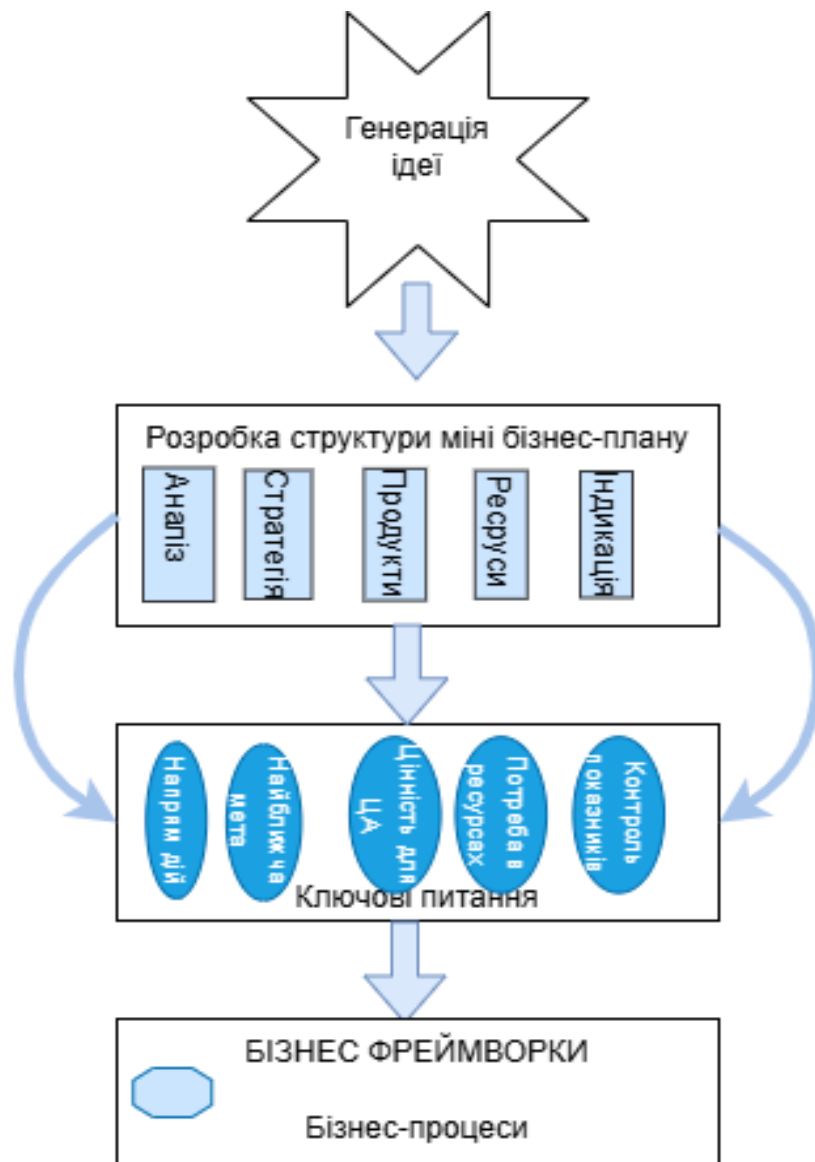 Генерація
ідеї
Розробка структури міні бізнес-плану
Аналіз
Стратегія
Продукти
Ресруси
Індикація
Напрям дій
Найближча
мета
Цінність для
ЦА
Потреба в
ресурсах
Контроль
показників
Ключові питання
БІЗНЕС ФРЕЙМВОРКИ
Бізнес-процеси